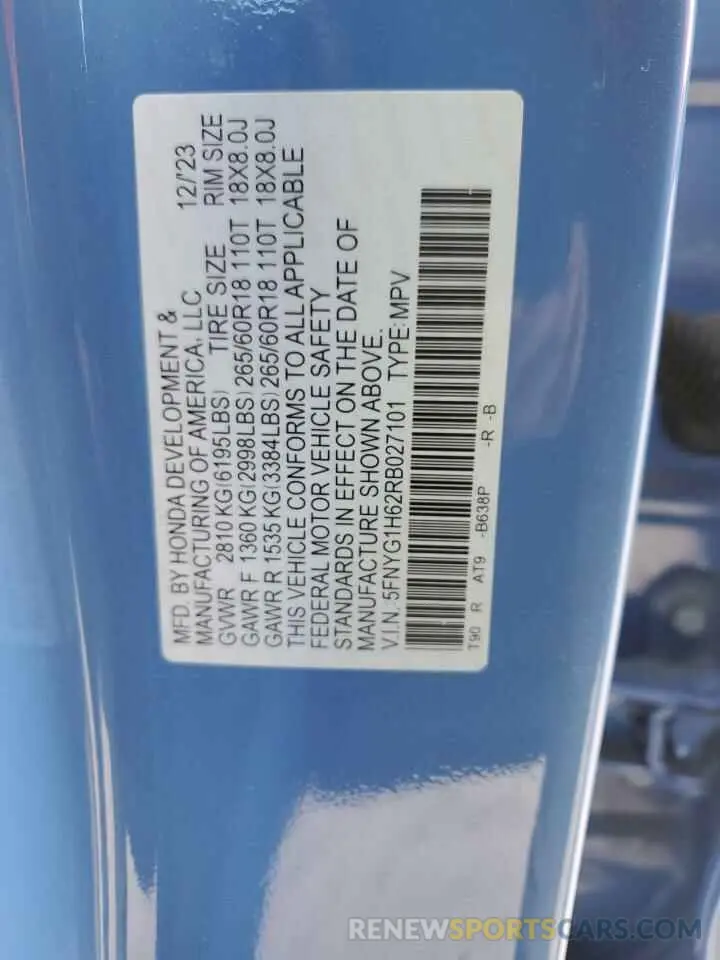 MFD. BY HONDA DEVELOPMENT &
MANUFACTURING OF AMERICA, LLC 12/'23
GVWR 2810 KG(6195LBS) TIRE SIZE RIM SIZE
GAWR F 1360 KG(2998LBS) 265/60R18 110T 18X8.0J
GAWR R 1535 KG(3384LBS) 265/60R18 110T 18X8.0J
THIS VEHICLE CONFORMS TO ALL APPLICABLE
FEDERAL MOTOR VEHICLE SAFETY
STANDARDS IN EFFECT ON THE DATE OF
MANUFACTURE SHOWN ABOVE.
V.I.N.: 5FNYG1H62RB027101 TYPE: MPV
T90 R AT9 -B638P -R -B
RENEWSPORTSCARS.COM